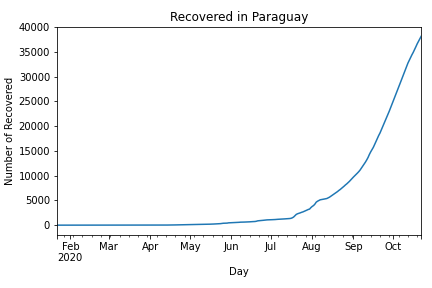 Recovered in Paraguay
Number of Recovered
40000
35000
30000
25000
20000
15000
10000
5000
0
Feb Mar Apr May Jun Jul Aug Sep Oct
2020
Day